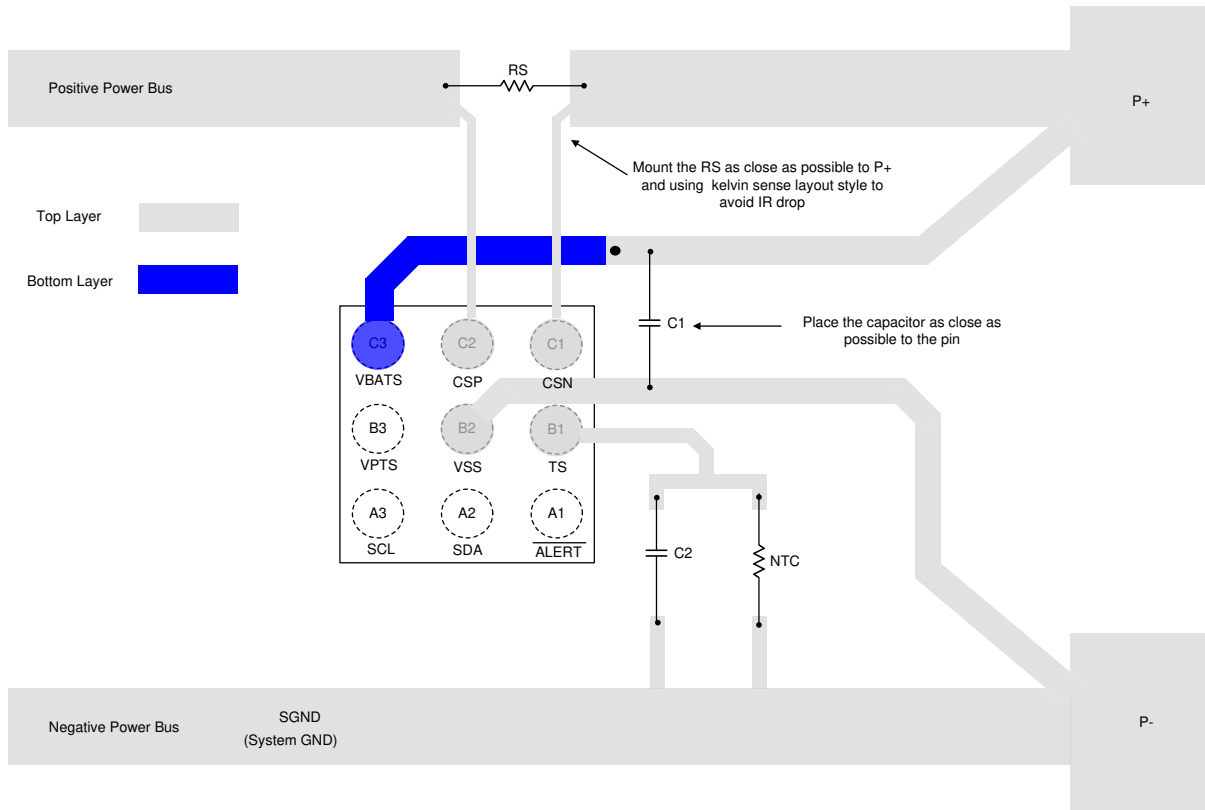 RS
Positive Power Bus
P+
Mount the RS as close as possible to P+
and using kelvin sense layout style to
avoid IR drop
Top Layer
Bottom Layer
C1
Place the capacitor as close as
possible to the pin
C3
C2
C1
VBATS
CSP
CSN
B3
B2
B1
VPTS
VSS
TS
A3
A2
A1
SCL
SDA
ALERT
C2
NTC
Negative Power Bus
SGND
(System GND)
P-